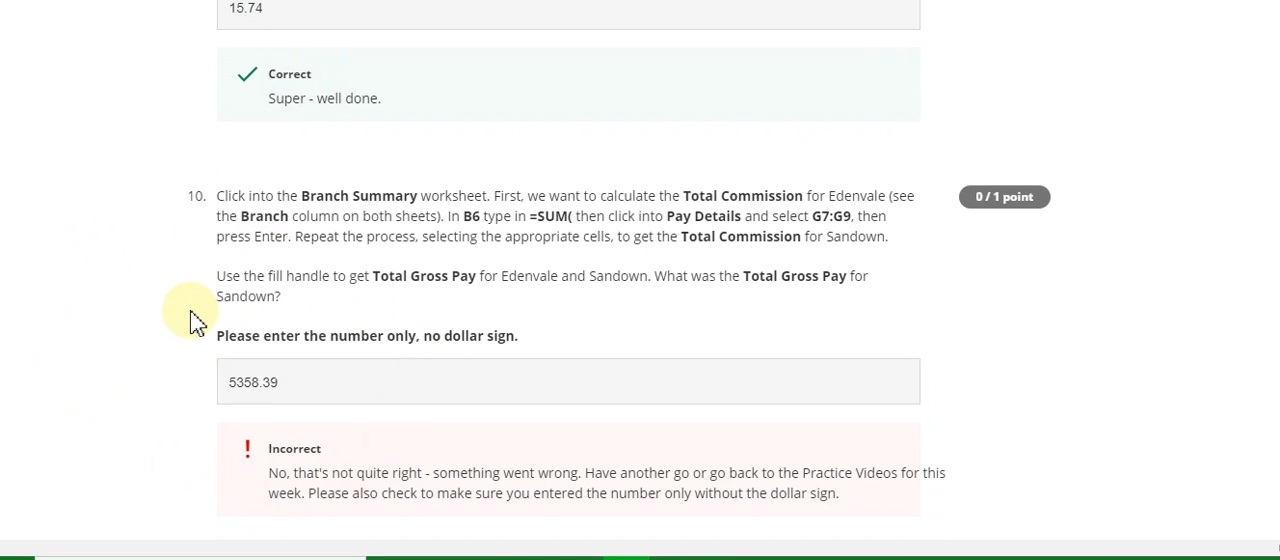 15.74
Correct
Super - well done.
10. Click into the Branch Summary worksheet. First, we want to calculate the Total Commission for Edenvale (see
0 / 1 point
the Branch column on both sheets). In B6 type in =SUM( then click into Pay Details and select G7:G9, then
press Enter. Repeat the process, selecting the appropriate cells, to get the Total Commission for Sandown.
Use the fill handle to get Total Gross Pay for Edenvale and Sandown. What was the Total Gross Pay for
Sandown?
Please enter the number only, no dollar sign.
5358.39
! Incorrect
No, that's not quite right - something went wrong. Have another go or go back to the Practice Videos for this
week. Please also check to make sure you entered the number only without the dollar sign.